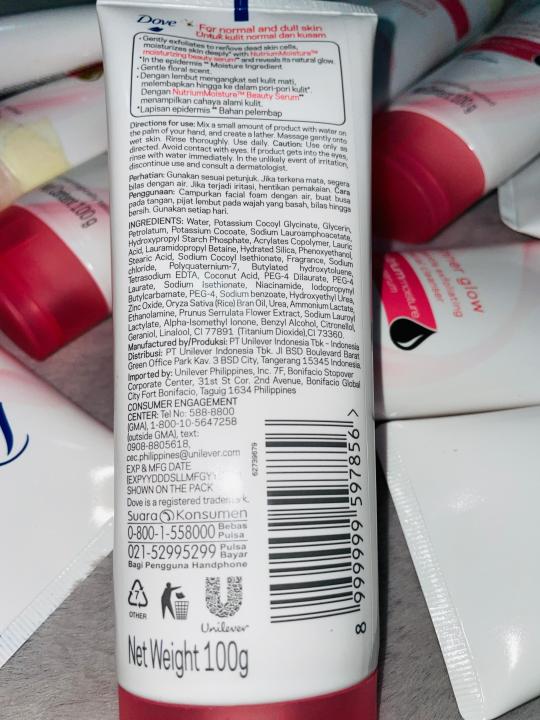 Dove
For normal and dull skin
Untuk kulit normal dan kusam
• Gently exfoliates to remove dead skin cells,
moisturizes skin deeply* with NutriumMoisture™
moisturizing beauty serum** and reveals its natural glow.
*In the epidermis ** Moisture Ingredient
• Gentle floral scent.
• Dengan lembut mengangkat sel kulit mati,
melembapkan hingga ke dalam pori-pori kulit*.
Dengan NutriumMoisture™ Beauty Serum**
menampilkan cahaya alami kulit.
*Lapisan epidermis ** Bahan pelembap
Directions for use: Mix a small amount of product with water on
the palm of your hand, and create a lather. Massage gently onto
wet skin. Rinse thoroughly. Use daily. Caution: Use only as
directed. Avoid contact with eyes. If product gets into the eyes,
rinse with water immediately. In the unlikely event of irritation,
discontinue use and consult a dermatologist.
Perhatian: Gunakan sesuai petunjuk. Jika terkena mata, segera
bilas dengan air. Jika terjadi iritasi, hentikan pemakaian. Cara
Penggunaan: Campurkan facial foam dengan air, buat busa
pada tangan, pijat lembut pada wajah yang basah, bilas hingga
bersih. Gunakan setiap hari.
INGREDIENTS: Water, Potassium Cocoyl Glycinate, Glycerin,
Petrolatum, Potassium Cocoate, Sodium Lauroamphoacetate,
Hydroxypropyl Starch Phosphate, Acrylates Copolymer, Lauric
Acid, Lauramidopropyl Betaine, Hydrated Silica, Phenoxyethanol,
Stearic Acid, Sodium Cocoyl Isethionate, Fragrance, Sodium
chloride, Polyquaternium-7, Butylated hydroxytoluene,
Tetrasodium EDTA, Coconut Acid, PEG-4 Dilaurate, PEG-4
Laurate, Sodium Isethionate, Niacinamide, Iodopropynyl
Butylcarbamate, PEG-4, Sodium benzoate, Hydroxyethyl Urea,
Zinc Oxide, Oryza Sativa (Rice) Bran Oil, Urea, Ammonium Lactate,
Ethanolamine, Prunus Serrulata Flower Extract, Sodium Lauroyl
Lactylate, Alpha-Isomethyl Ionone, Benzyl Alcohol, Citronellol,
Geraniol, Linalool, CI 77891 (Titanium Dioxide),CI 73360.
Manufactured by/Produksi: PT Unilever Indonesia Tbk - Indonesia
Distribusi: PT Unilever Indonesia Tbk. Jl BSD Boulevard Barat
Green Office Park Kav. 3 BSD City, Tangerang 15345 Indonesia.
Imported by: Unilever Philippines, Inc. 7F, Bonifacio Stopover
Corporate Center, 31st St Cor. 2nd Avenue, Bonifacio Global
City Fort Bonifacio, Taguig 1634 Philippines
CONSUMER ENGAGEMENT
CENTER: Tel No: 588-8800
(GMA), 1-800-10-5647258
(outside GMA), text:
0908-8805618,
cec.philippines@unilever.com
EXP & MFG DATE
SHOWN ON THE PACK
Dove is a registered trademark.
Suara Konsumen
0-800-1-558000 Bebas Pulsa
021-52995299 Pulsa Bayar
Bagi Pengguna Handphone
7
OTHER
Unilever
Net Weight 100g
62739679
8 999999 597856 >
100g
100g
glow
exfoliating
cleanser
moisture
serum